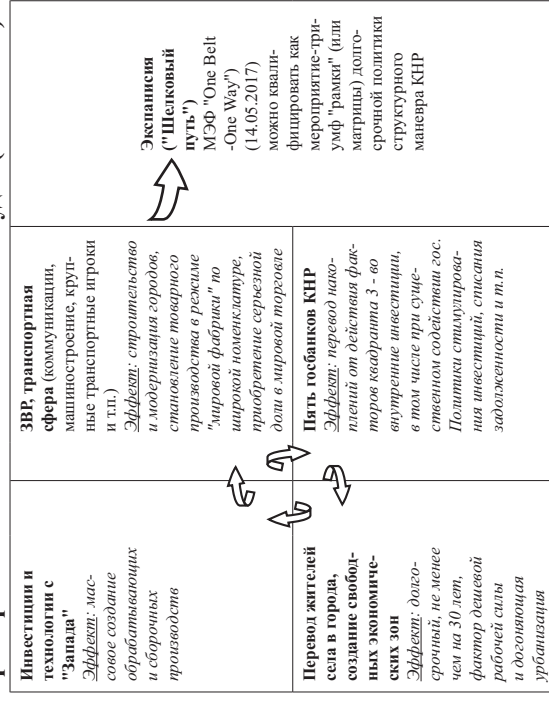 Инвестиции и
технологии с
"Запада"
Эффект: мас-
совое создание
обрабатывающих
и сборочных
производств
ЗВР, транспортная
сфера (коммуникации,
машиностроение, круп-
ные транспортные игроки
и т.п.)
Эффект: строительство
и модернизация городов,
становление товарного
производства в режиме
"мировой фабрики" по
широкой номенклатуре,
приобретение серьезной
доли в мировой торговле
Экспанисия
("Шелковый
путь")
МЭФ "One Belt
-One Way")
(14.05.2017)
можно квали-
фицировать как
мероприятие-три-
умф "рамки" (или
матрицы) долго-
срочной политики
структурного
маневра КНР
Перевод жителей
села в города,
создание свобод-
ных экономиче-
ских зон
Эффект: долго-
срочный, не менее
чем на 30 лет,
фактор дешевой
рабочей силы
и догоняющая
урбанизация
Пять госбанков КНР
Эффект: перевод нако-
плений от действия фак-
торов квадранта 3 - во
внутренние инвестиции,
в том числе при суще-
ственном содействии гос.
Политики стимулирова-
ния инвестиций, списания
задолженности и т.п.